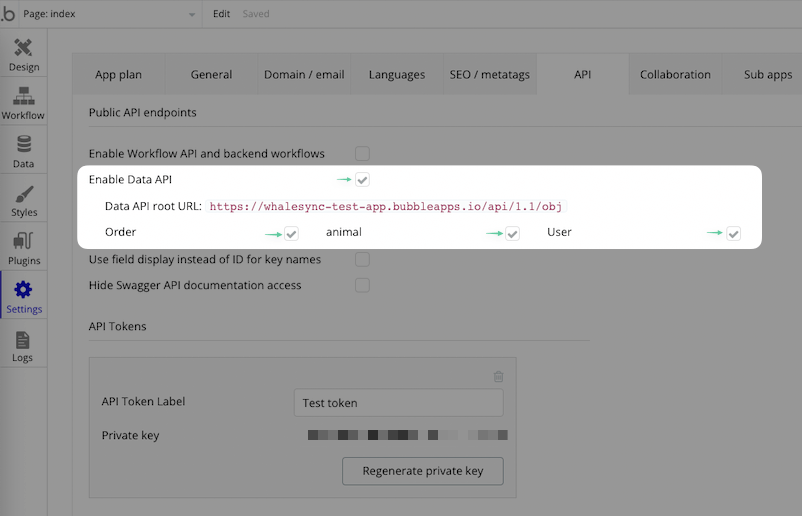 .b Page: index Edit Saved
Design
Workflow
Data
Styles
Plugins
Settings
Logs
App plan General Domain / email Languages SEO / metatags API Collaboration Sub apps
Public API endpoints
Enable Workflow API and backend workflows
Enable Data API
Data API root URL: https://whalesync-test-app.bubbleapps.io/api/1.1/obj
Order animal User
Use field display instead of ID for key names
Hide Swagger API documentation access
API Tokens
API Token Label Test token
Private key
Regenerate private key